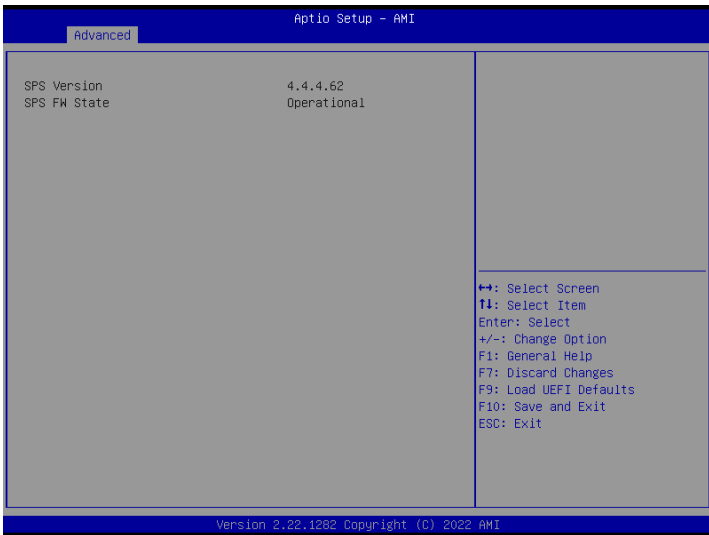 Aptio Setup - AMI
Advanced
SPS Version 4.4.4.62
SPS FW State Operational
↔: Select Screen
↑↓: Select Item
Enter: Select
+/-: Change Option
F1: General Help
F7: Discard Changes
F9: Load UEFI Defaults
F10: Save and Exit
ESC: Exit
Version 2.22.1282 Copyright (C) 2022 AMI